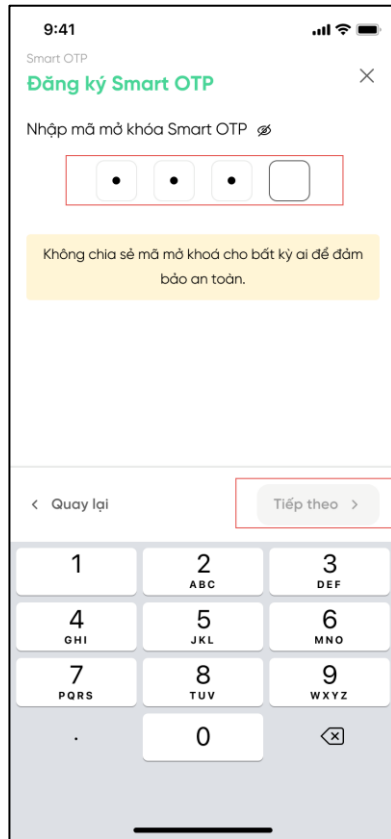 9:41
Smart OTP
Đăng ký Smart OTP
Nhập mã mở khóa Smart OTP
Không chia sẻ mã mở khoá cho bất kỳ ai để đảm
bảo an toàn.
Quay lại
Tiếp theo
1 2 3
ABC DEF
4 5 6
GHI JKL MNO
7 8 9
PQRS TUV WXYZ
. 0